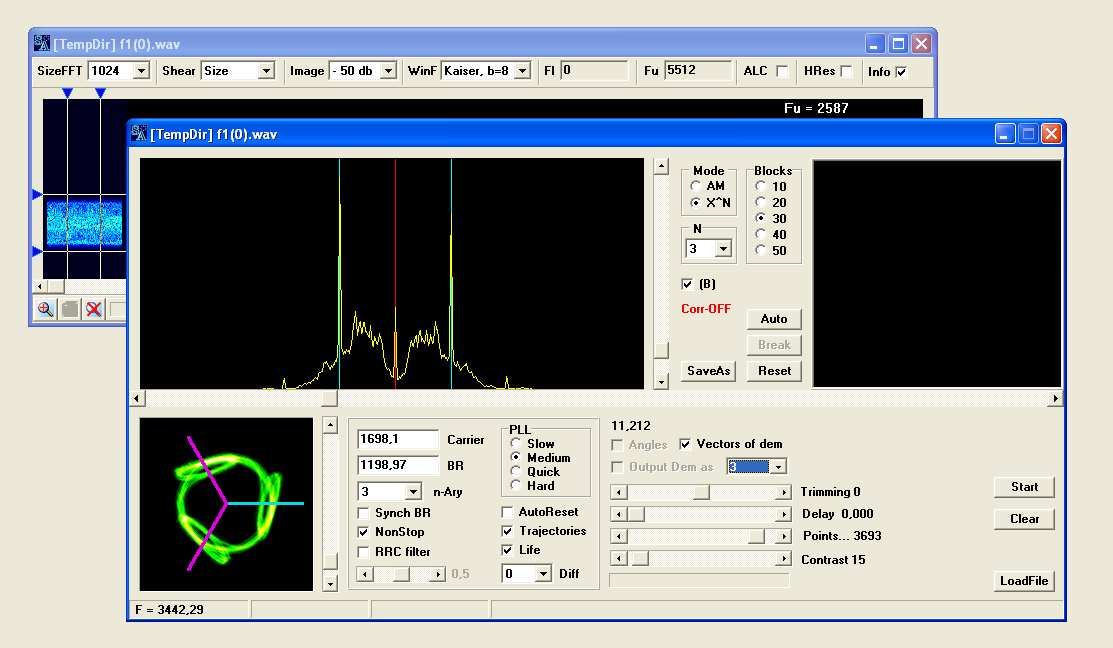 [TempDir] f1(0).wav
SizeFFT 1024 Shear Size Image - 50 db WinF Kaiser, b=8 Fl 0 Fu 5512 ALC HRes Info
Fu = 2587
[TempDir] f1(0).wav
Mode
AM
X^N
N
3
(B)
Corr-OFF
SaveAs
Blocks
10
20
30
40
50
Auto
Break
Reset
1698,1 Carrier
1198,97 BR
3 n-Ary
Synch BR
NonStop
RRC filter
0,5
PLL
Slow
Medium
Quick
Hard
AutoReset
Trajectories
Life
0 Diff
11,212
Angles Vectors of dem
Output Dem as 3
Trimming 0
Delay 0,000
Points... 3693
Contrast 15
Start
Clear
LoadFile
F = 3442,29